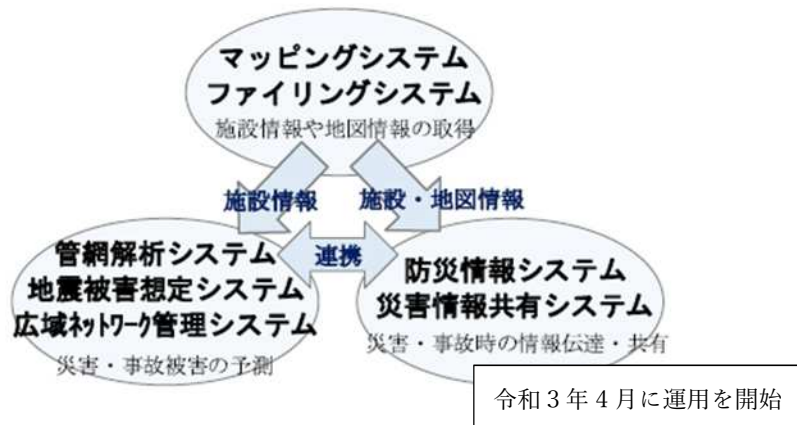 マッピングシステム
ファイリングシステム
施設情報や地図情報の取得
施設情報
施設・地図情報
連携
管網解析システム
地震被害想定システム
広域ネットワーク管理システム
災害・事故被害の予測
防災情報システム
災害情報共有システム
災害・事故時の情報伝達・共有
令和３年４月に運用を開始